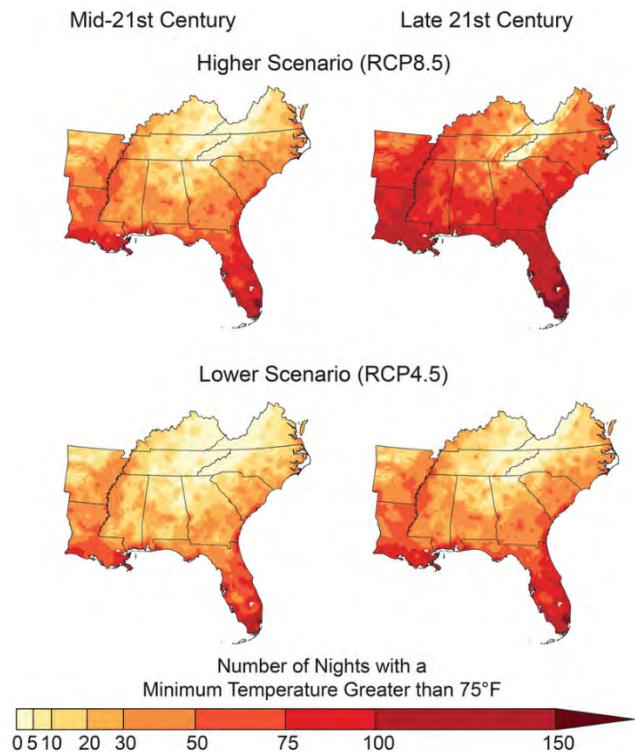 Mid-21st Century
Late 21st Century
Higher Scenario (RCP8.5)
Lower Scenario (RCP4.5)
Number of Nights with a
Minimum Temperature Greater than 75°F
0 5 10 20 30 50 75 100 150